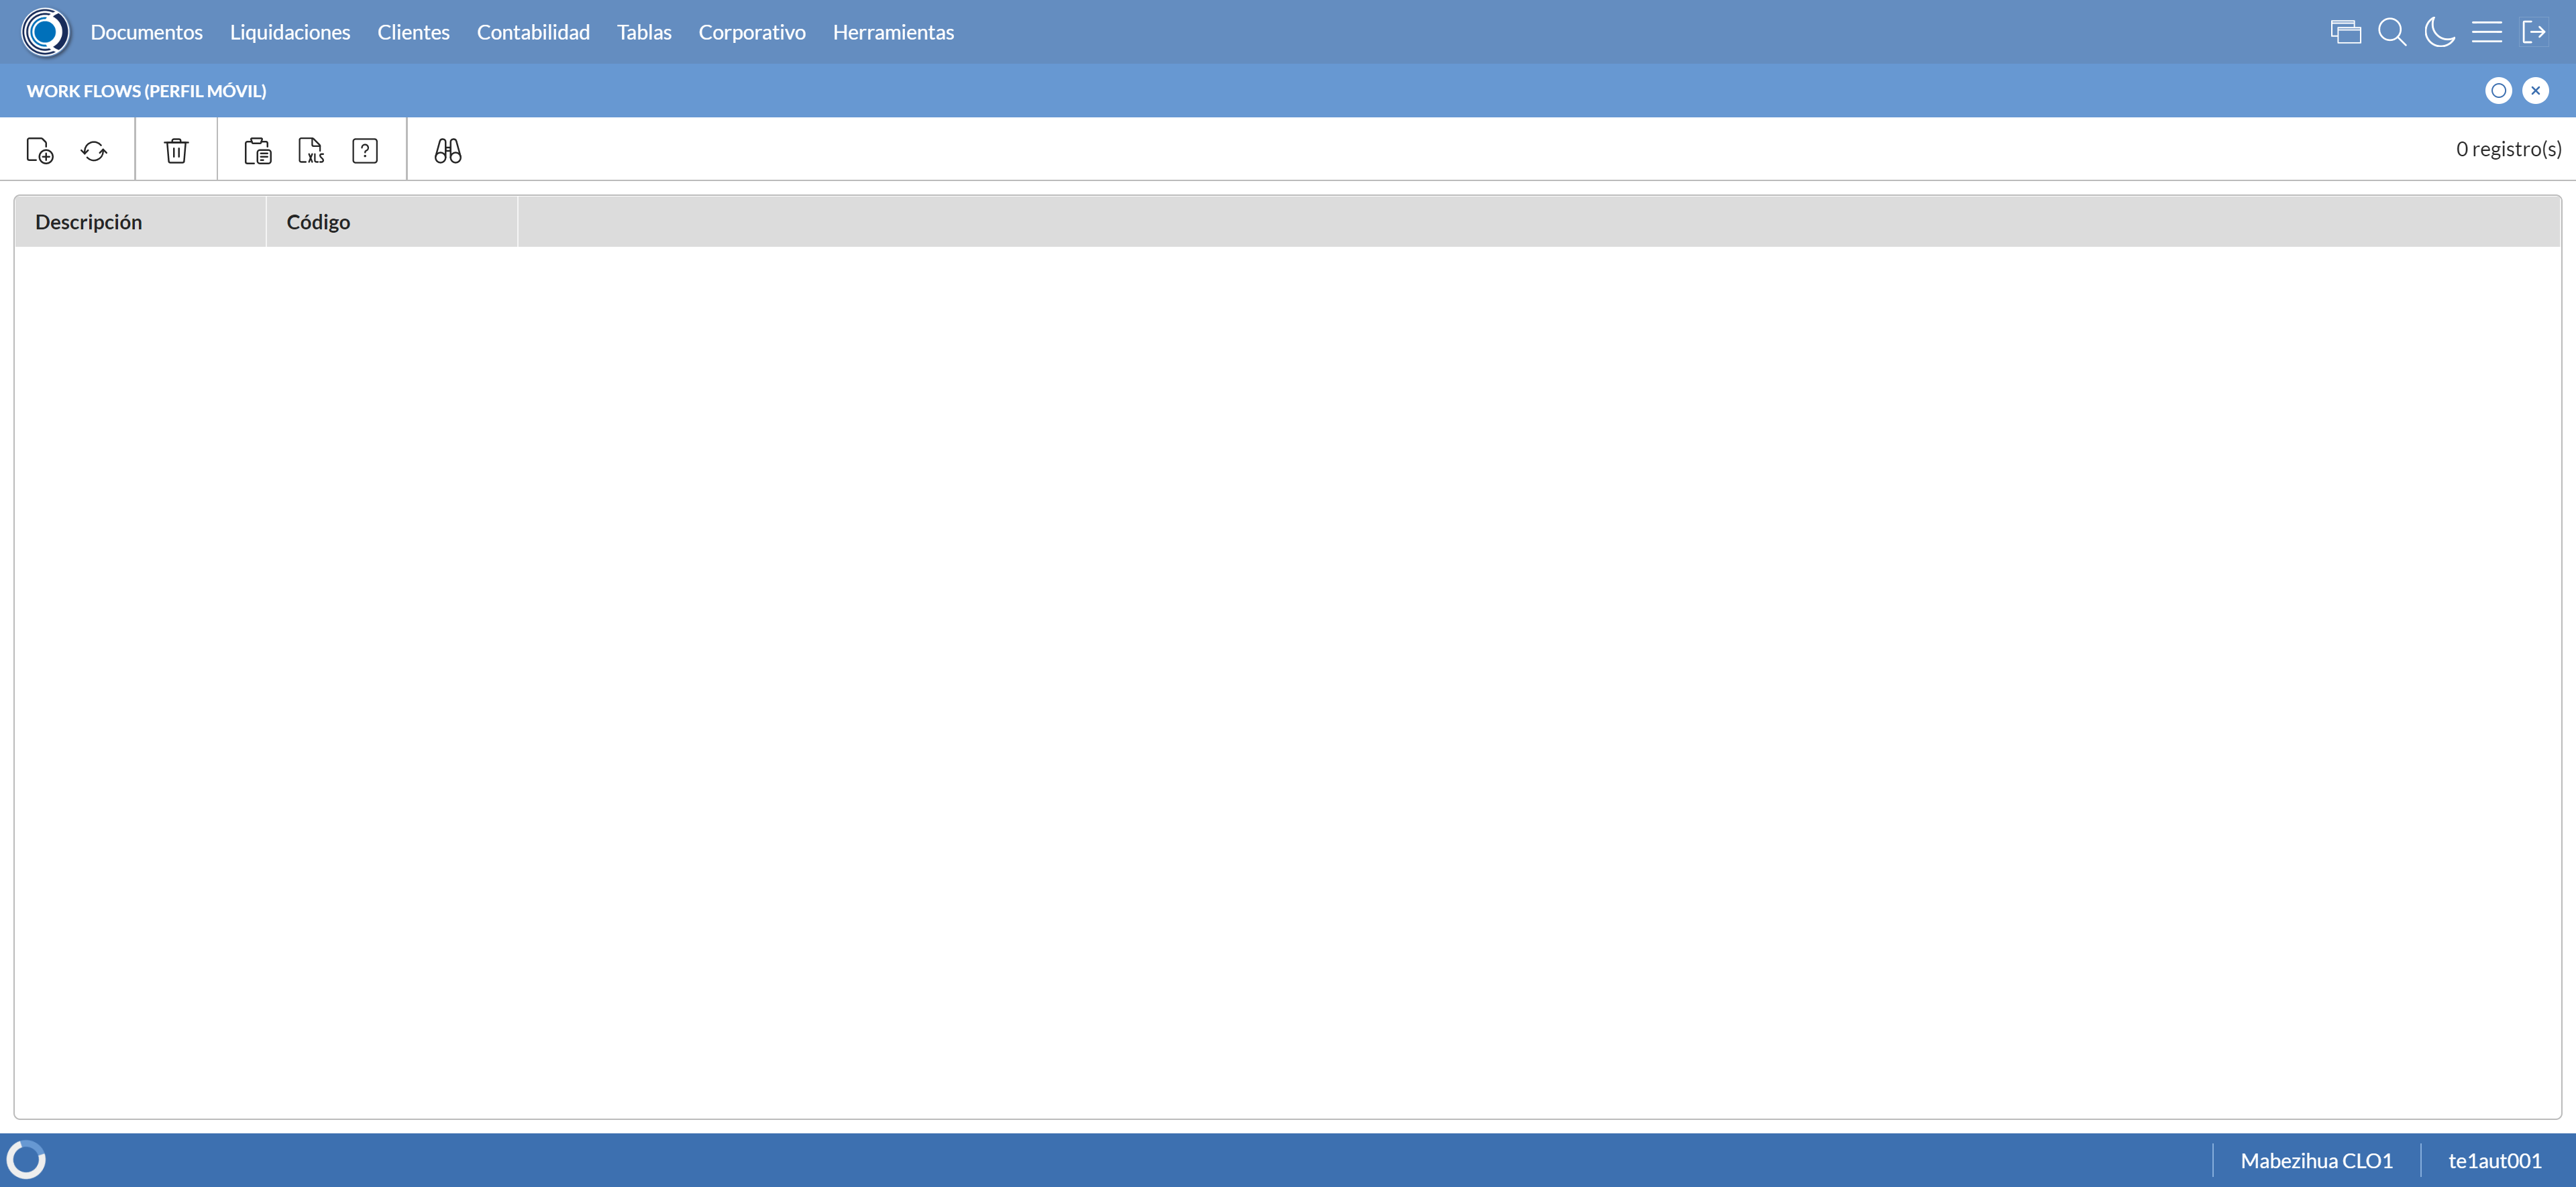 Documentos Liquidaciones Clientes Contabilidad Tablas Corporativo Herramientas
WORK FLOWS (PERFIL MÓVIL)
XLS ? 0 registro(s)
Descripción Código
Mabezihua CLO1 te1aut001